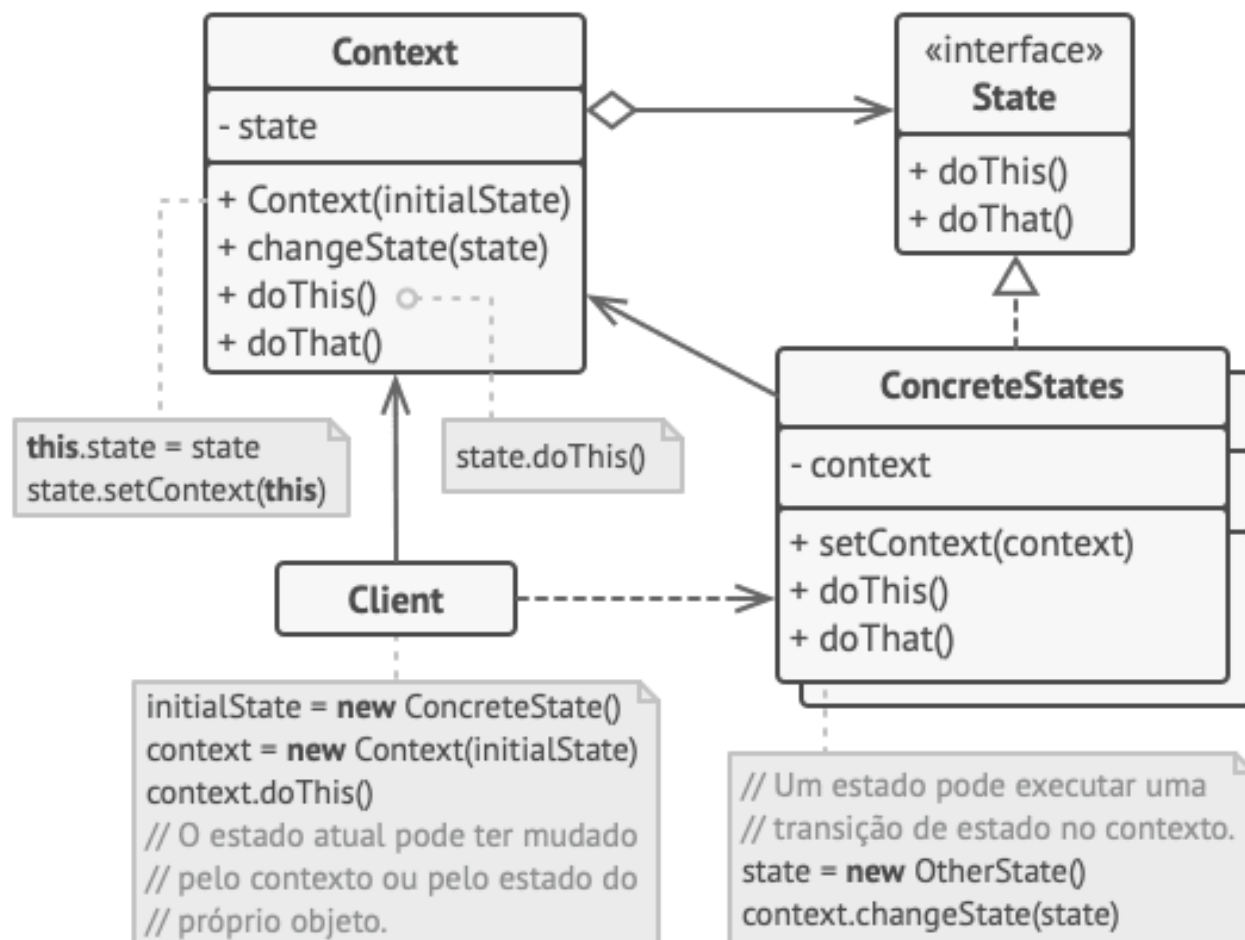 Context
- state
+ Context(initialState)
+ changeState(state)
+ doThis()
+ doThat()
«interface»
State
+ doThis()
+ doThat()
this.state = state
state.setContext(this)
state.doThis()
ConcreteStates
- context
+ setContext(context)
+ doThis()
+ doThat()
Client
initialState = new ConcreteState()
context = new Context(initialState)
context.doThis()
// O estado atual pode ter mudado
// pelo contexto ou pelo estado do
// próprio objeto.
// Um estado pode executar uma
// transição de estado no contexto.
state = new OtherState()
context.changeState(state)